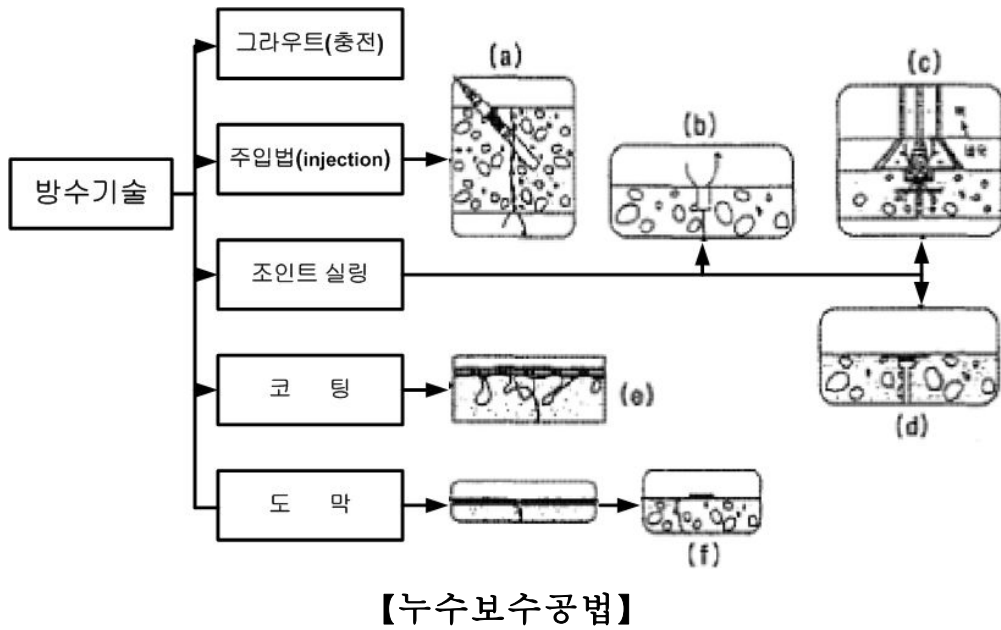 그라우트(충전)
(a)
(c)
주입법(injection)
(b)
방수기술
조인트 실링
(d)
코 팅
(e)
도 막
(f)
【누수보수공법】